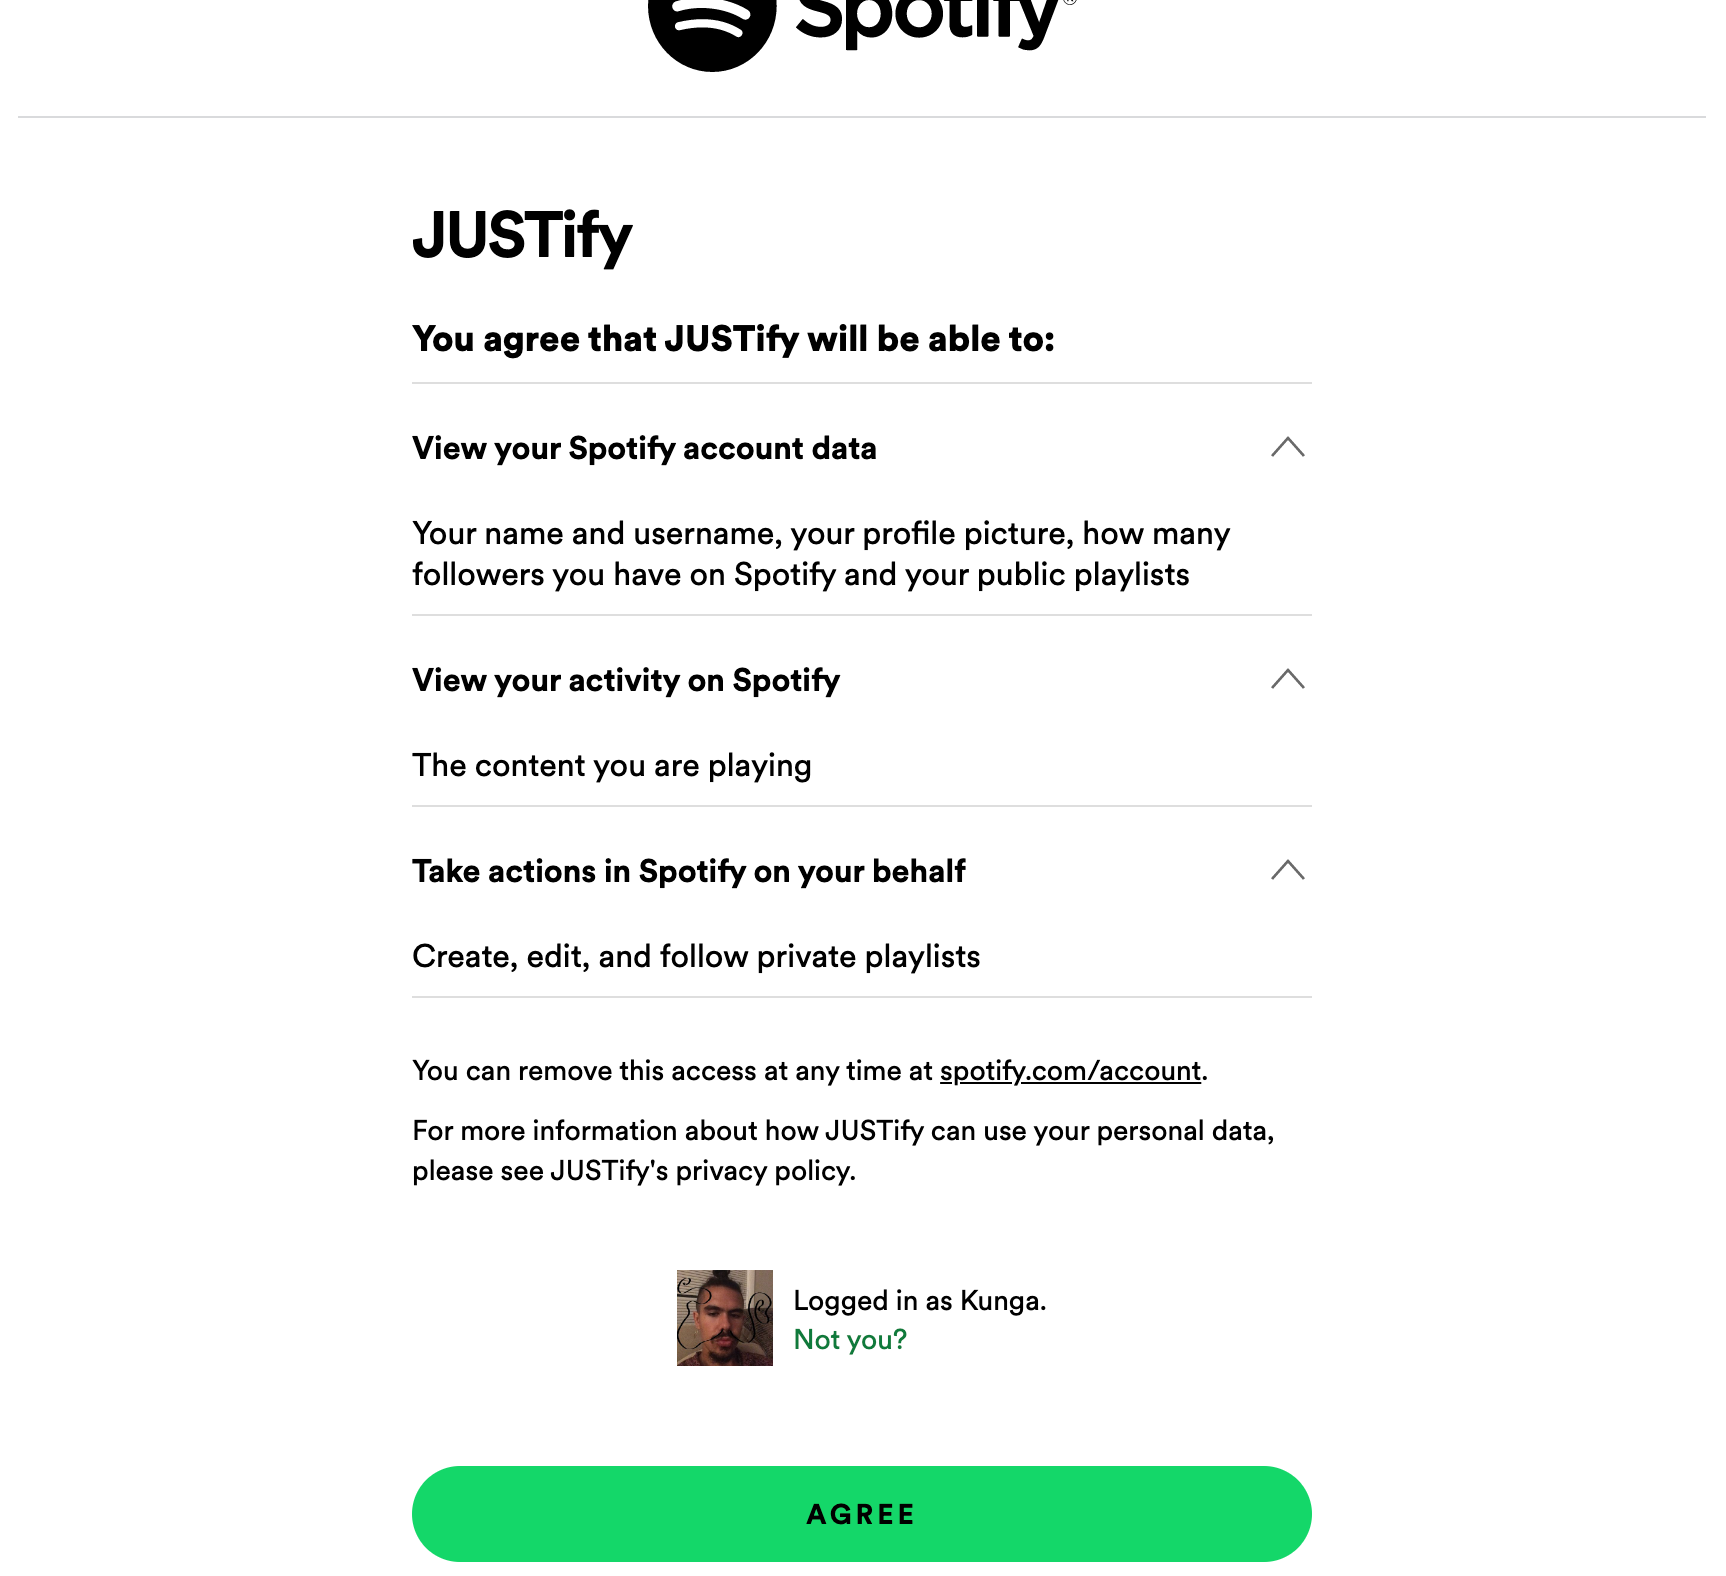 Spotify®
JUSTify
You agree that JUSTify will be able to:
View your Spotify account data
Your name and username, your profile picture, how many
followers you have on Spotify and your public playlists
View your activity on Spotify
The content you are playing
Take actions in Spotify on your behalf
Create, edit, and follow private playlists
You can remove this access at any time at spotify.com/account.
For more information about how JUSTify can use your personal data,
please see JUSTify's privacy policy.
Logged in as Kunga.
Not you?
AGREE